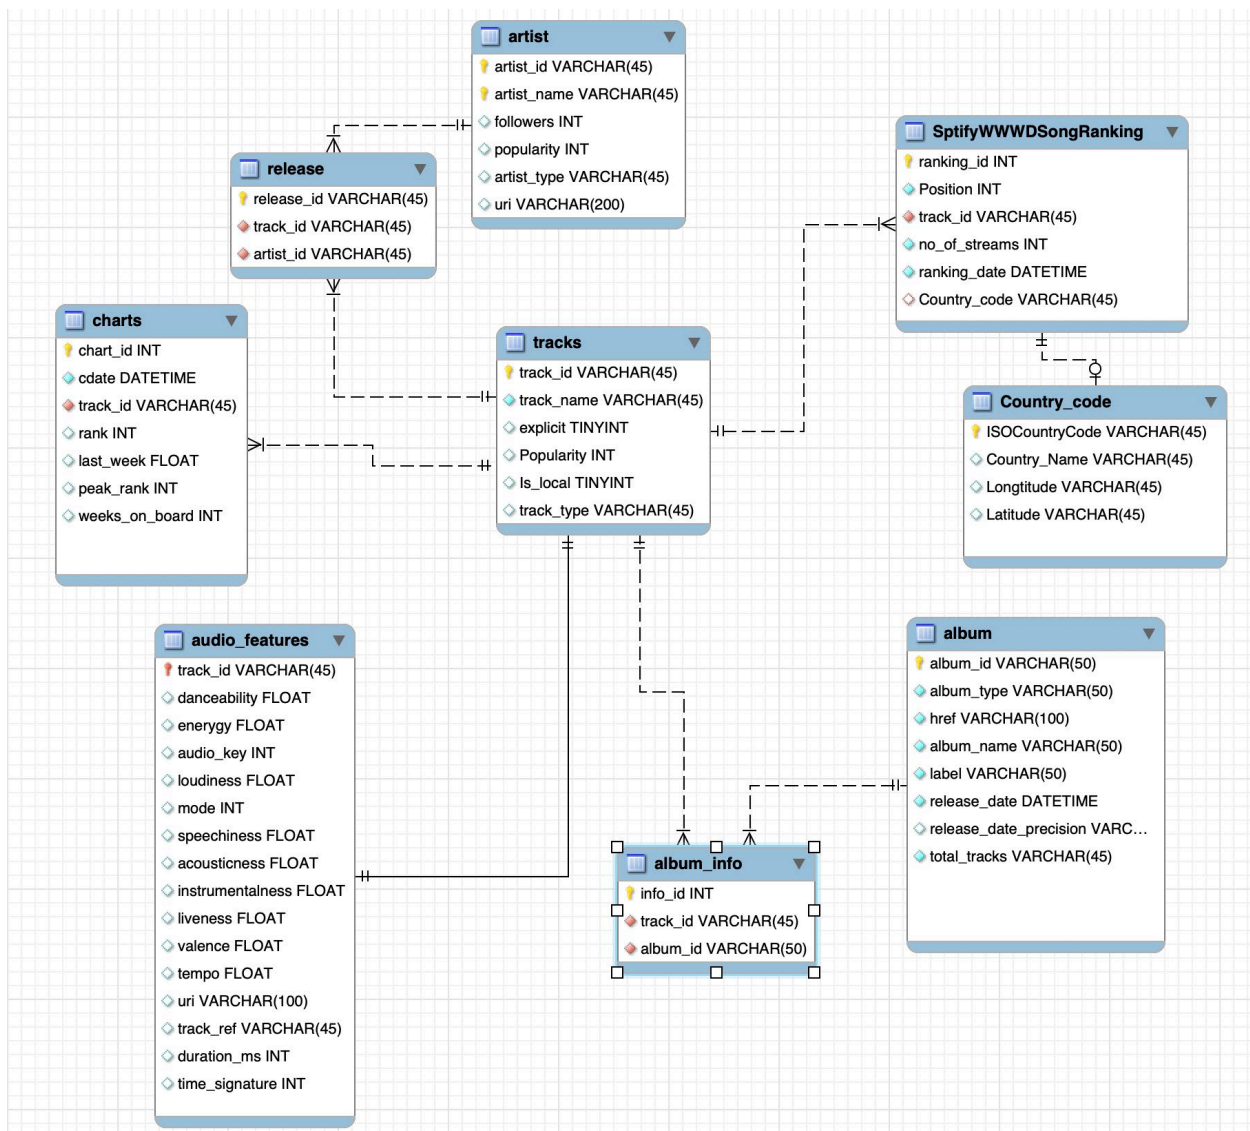 artist
artist_id VARCHAR(45)
artist_name VARCHAR(45)
followers INT
popularity INT
artist_type VARCHAR(45)
uri VARCHAR(200)
release
release_id VARCHAR(45)
track_id VARCHAR(45)
artist_id VARCHAR(45)
SptifyWWWDSongRanking
ranking_id INT
Position INT
track_id VARCHAR(45)
no_of_streams INT
ranking_date DATETIME
Country_code VARCHAR(45)
charts
chart_id INT
cdate DATETIME
track_id VARCHAR(45)
rank INT
last_week FLOAT
peak_rank INT
weeks_on_board INT
tracks
track_id VARCHAR(45)
track_name VARCHAR(45)
explicit TINYINT
Popularity INT
Is_local TINYINT
track_type VARCHAR(45)
Country_code
ISOCountryCode VARCHAR(45)
Country_Name VARCHAR(45)
Longtitude VARCHAR(45)
Latitude VARCHAR(45)
audio_features
track_id VARCHAR(45)
danceability FLOAT
enerygy FLOAT
audio_key INT
loudiness FLOAT
mode INT
speechiness FLOAT
acousticness FLOAT
instrumentalness FLOAT
liveness FLOAT
valence FLOAT
tempo FLOAT
uri VARCHAR(100)
track_ref VARCHAR(45)
duration_ms INT
time_signature INT
album
album_id VARCHAR(50)
album_type VARCHAR(50)
href VARCHAR(100)
album_name VARCHAR(50)
label VARCHAR(50)
release_date DATETIME
release_date_precision VARC...
total_tracks VARCHAR(45)
album_info
info_id INT
track_id VARCHAR(45)
album_id VARCHAR(50)